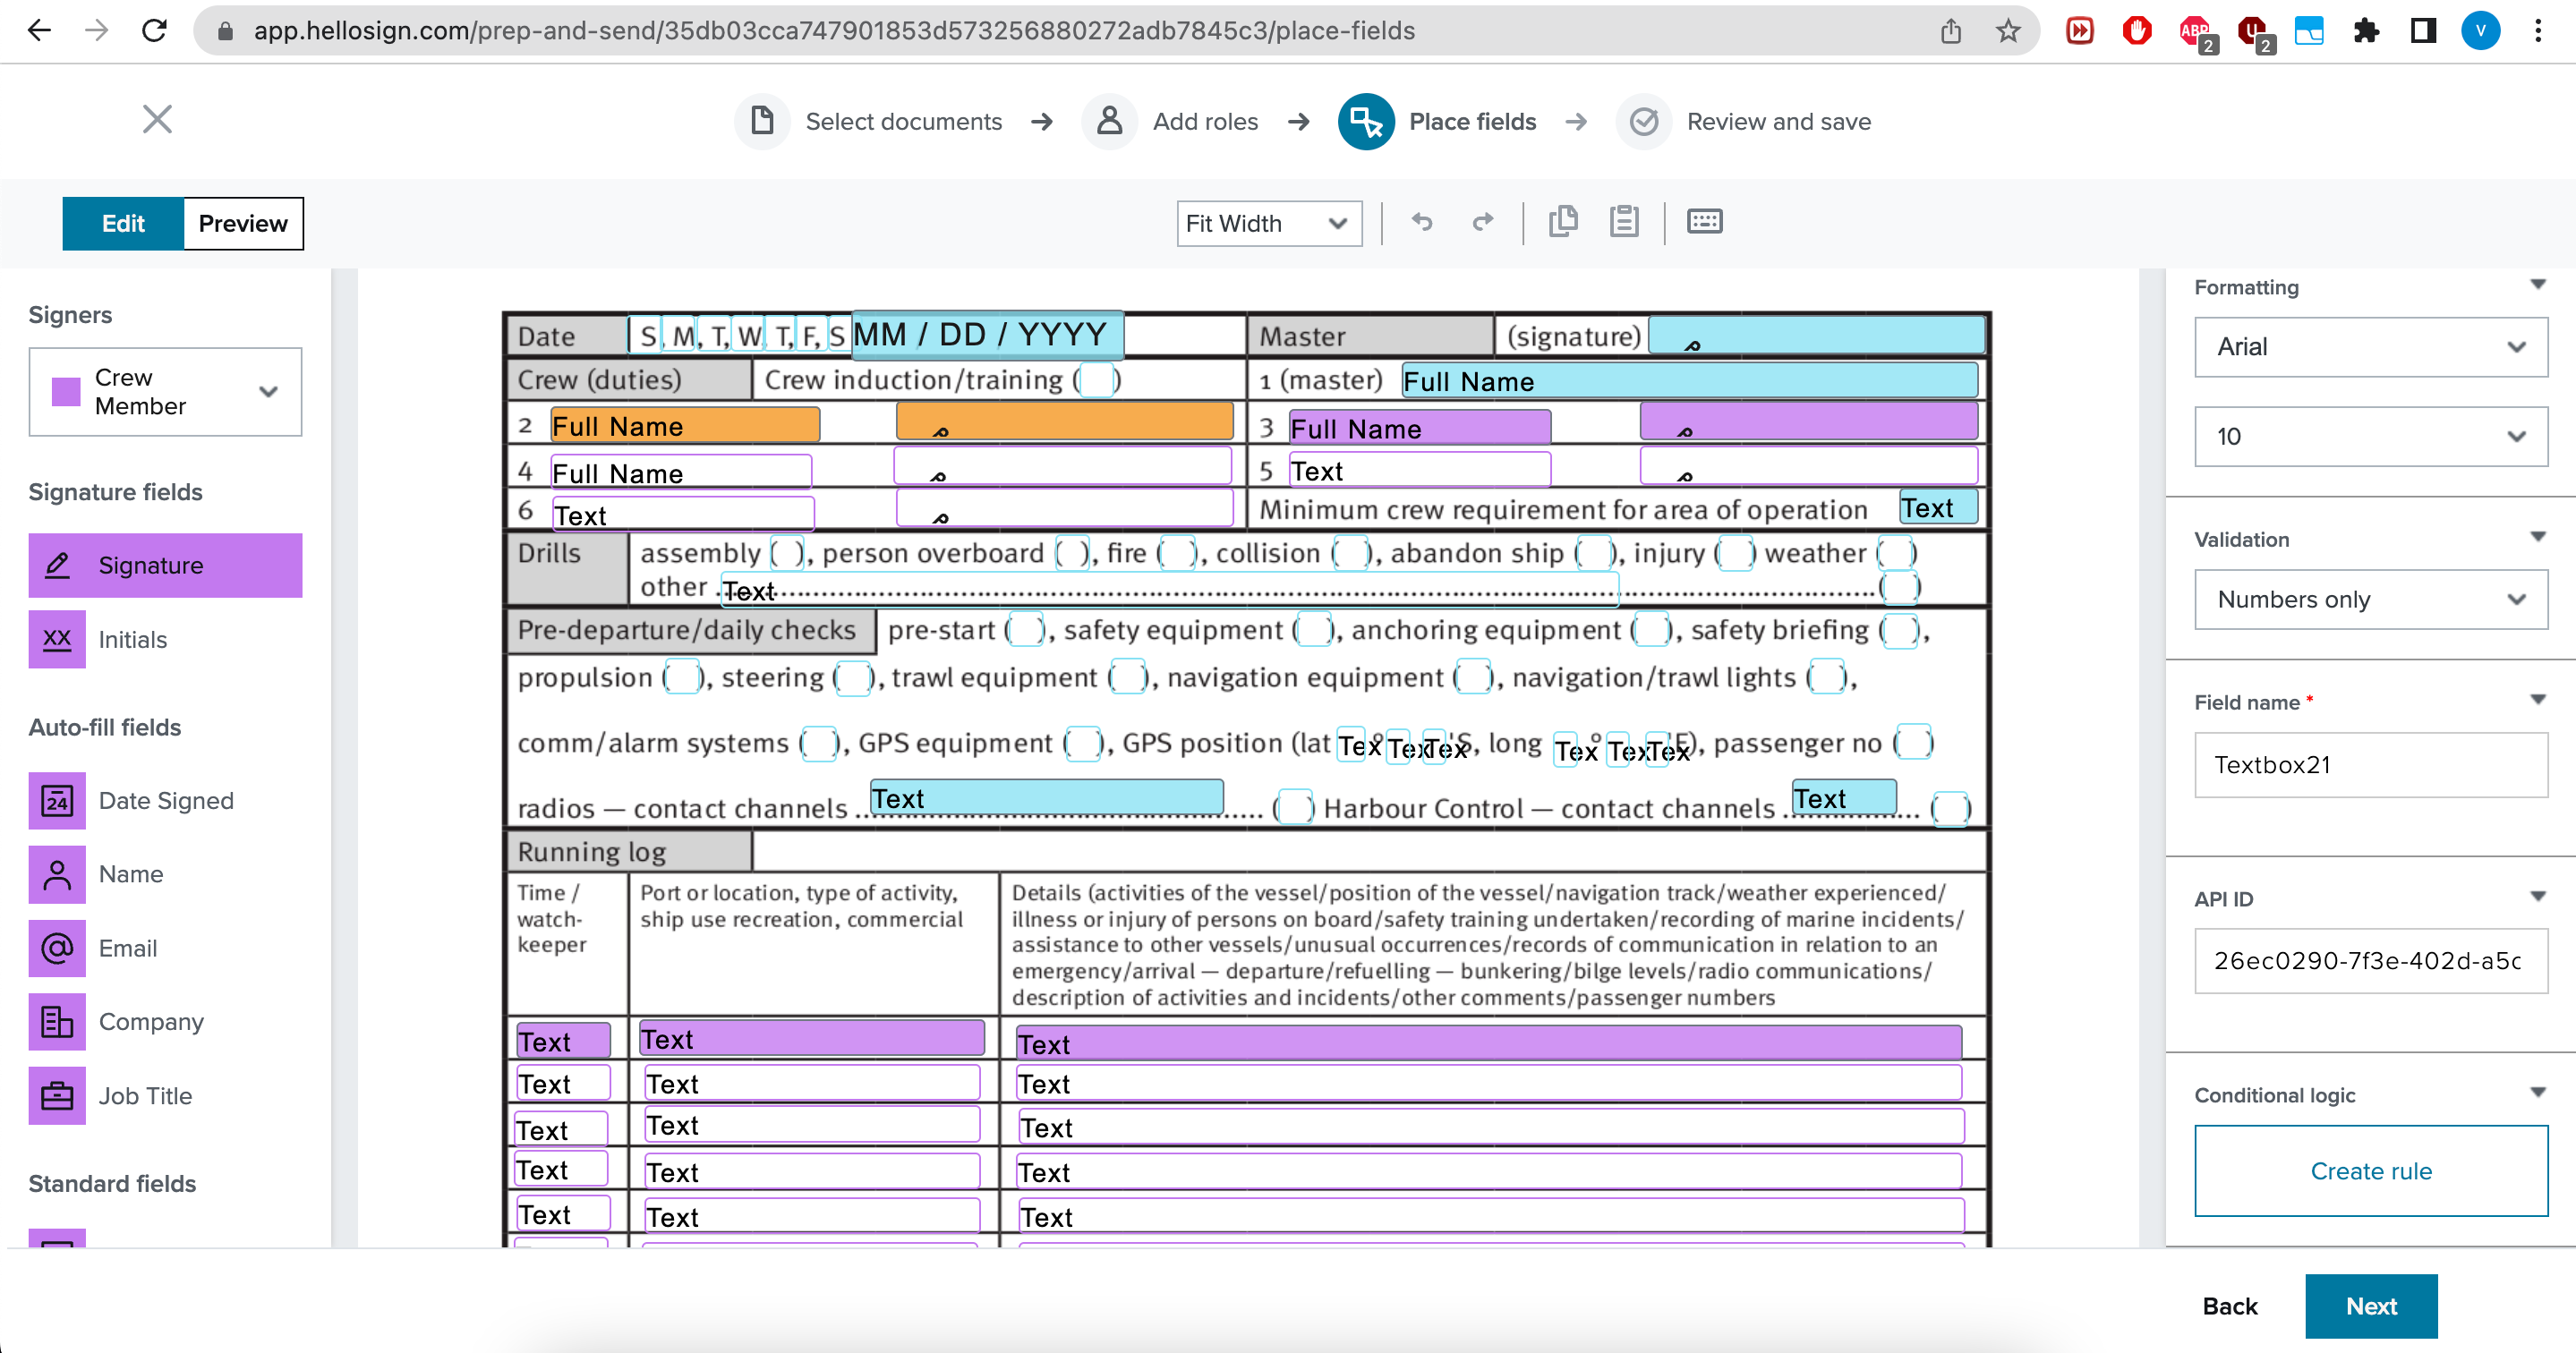 app.hellosign.com/prep-and-send/35db03cca747901853d573256880272adb7845c3/place-fields
ABP 2 2 V
Select documents → Add roles → Place fields → Review and save
Edit Preview Fit Width
Signers
Crew Member
Signature fields
Signature
XX Initials
Auto-fill fields
24 Date Signed
Name
Email
Company
Job Title
Standard fields
Date S, M, T, W, T, F, S MM / DD / YYYY Master (signature)
Crew (duties) Crew induction/training ( ) 1 (master) Full Name
2 Full Name 3 Full Name
4 Full Name 5 Text
6 Text Minimum crew requirement for area of operation Text
Drills assembly ( ), person overboard ( ), fire ( ), collision ( ), abandon ship ( ), injury ( ) weather ( )
other Text ( )
Pre-departure/daily checks pre-start ( ), safety equipment ( ), anchoring equipment ( ), safety briefing ( ),
propulsion ( ), steering ( ), trawl equipment ( ), navigation equipment ( ), navigation/trawl lights ( ),
comm/alarm systems ( ), GPS equipment ( ), GPS position (lat Tex° Tex Tex'S, long Tex° Tex Tex'E), passenger no ( )
radios — contact channels Text ( ) Harbour Control — contact channels Text ( )
Running log
Time / watch-keeper
Port or location, type of activity,
ship use recreation, commercial
Details (activities of the vessel/position of the vessel/navigation track/weather experienced/
illness or injury of persons on board/safety training undertaken/recording of marine incidents/
assistance to other vessels/unusual occurrences/records of communication in relation to an
emergency/arrival — departure/refuelling — bunkering/bilge levels/radio communications/
description of activities and incidents/other comments/passenger numbers
Text Text Text
Text Text Text
Text Text Text
Text Text Text
Text Text Text
Formatting
Arial
10
Validation
Numbers only
Field name *
Textbox21
API ID
26ec0290-7f3e-402d-a5c
Conditional logic
Create rule
Back Next